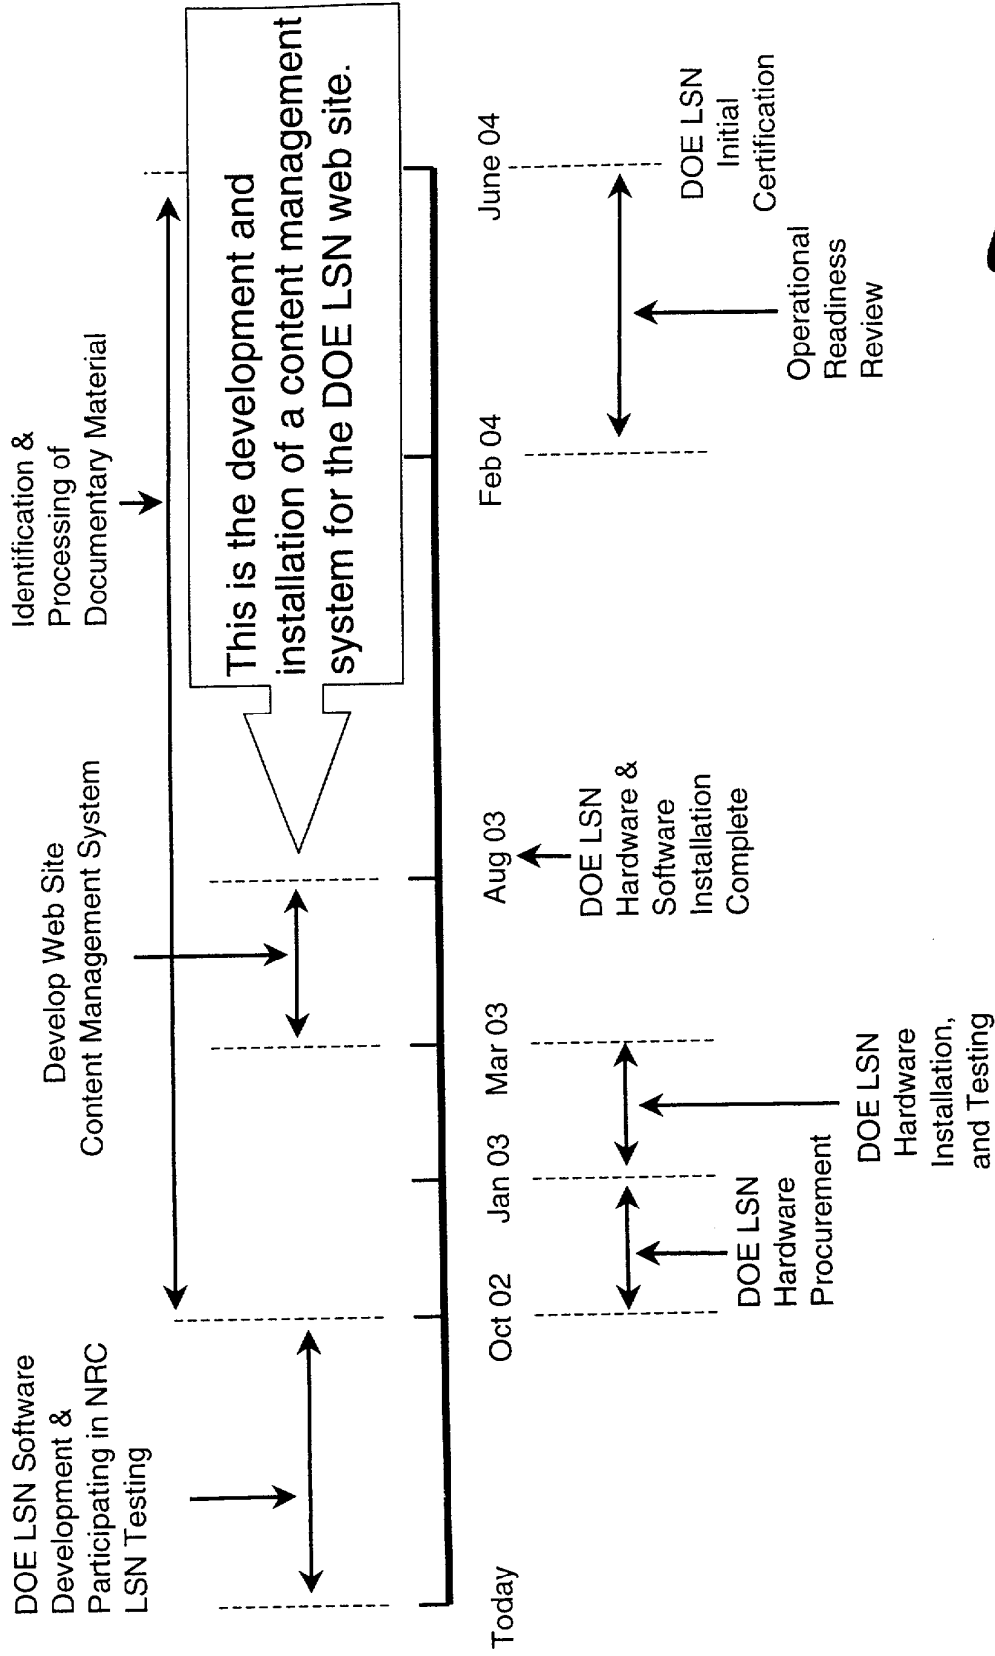 DOE LSN Software
Development &
Participating in NRC
LSN Testing
Develop Web Site
Content Management System
Identification &
Processing of
Documentary Material
This is the development and
installation of a content management
system for the DOE LSN web site.
Today
Oct 02
Jan 03
Mar 03
Aug 03
Feb 04
June 04
DOE LSN
Hardware
Procurement
DOE LSN
Hardware
Installation,
and Testing
DOE LSN
Hardware &
Software
Installation
Complete
Operational
Readiness
Review
DOE LSN
Initial
Certification